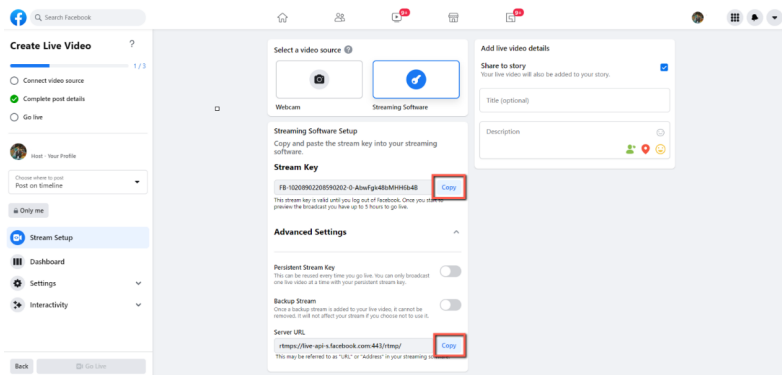 Search Facebook
9+
9+
Create Live Video
?
1 / 3
Connect video source
Complete post details
Go live
Host · Your Profile
Choose where to post
Post on timeline
Only me
Stream Setup
Dashboard
Settings
Interactivity
Back
Go Live
Select a video source
Webcam
Streaming Software
Streaming Software Setup
Copy and paste the stream key into your streaming
software.
Stream Key
FB-10208902208590202-0-AbwFgk48bMHH6b4B
Copy
This stream key is valid until you log out of Facebook. Once you start to
preview the broadcast you have up to 5 hours to go live.
Advanced Settings
Persistent Stream Key
This can be reused every time you go live. You can only broadcast
one live video at a time with your persistent stream key.
Backup Stream
Once a backup stream is added to your live video, it cannot be
removed. It will not affect your stream if you choose not to use it.
Server URL
rtmps://live-api-s.facebook.com:443/rtmp/
Copy
This may be referred to as "URL" or "Address" in your streaming
Add live video details
Share to story
Your live video will also be added to your story.
Title (optional)
Description